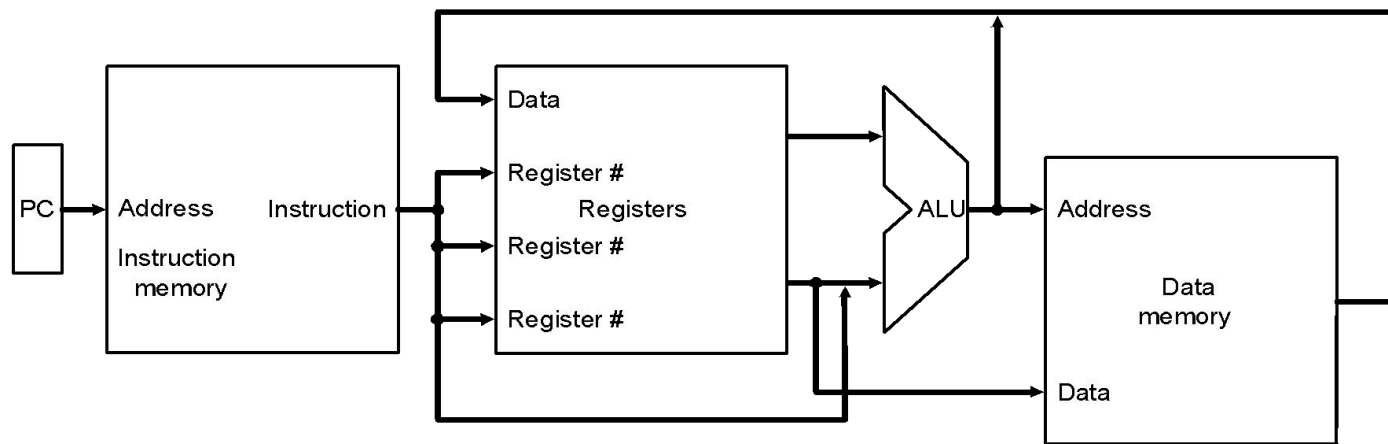 PC
Address
Instruction
Instruction
memory
Data
Register #
Registers
Register #
Register #
ALU
Address
Data
memory
Data